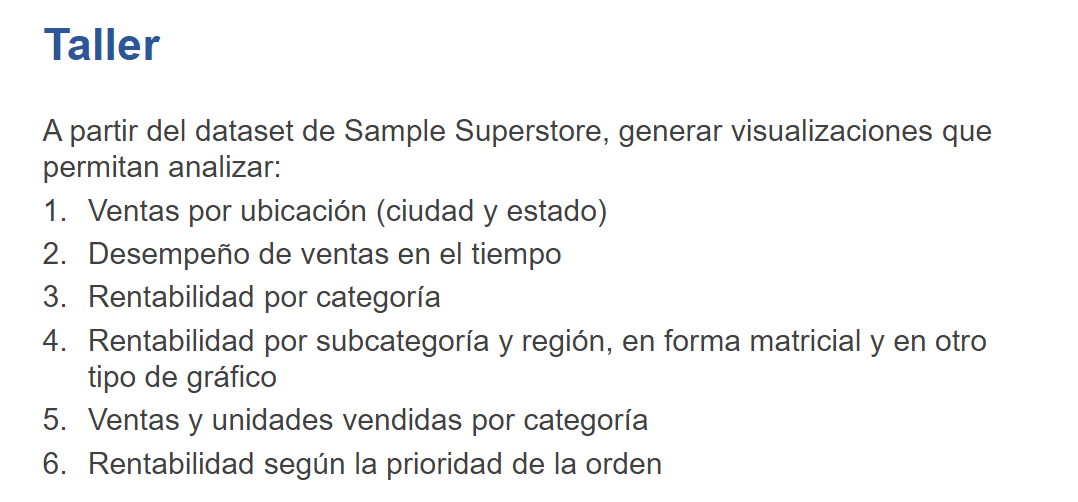 Taller
A partir del dataset de Sample Superstore, generar visualizaciones que
permitan analizar:
1. Ventas por ubicación (ciudad y estado)
2. Desempeño de ventas en el tiempo
3. Rentabilidad por categoría
4. Rentabilidad por subcategoría y región, en forma matricial y en otro
tipo de gráfico
5. Ventas y unidades vendidas por categoría
6. Rentabilidad según la prioridad de la orden